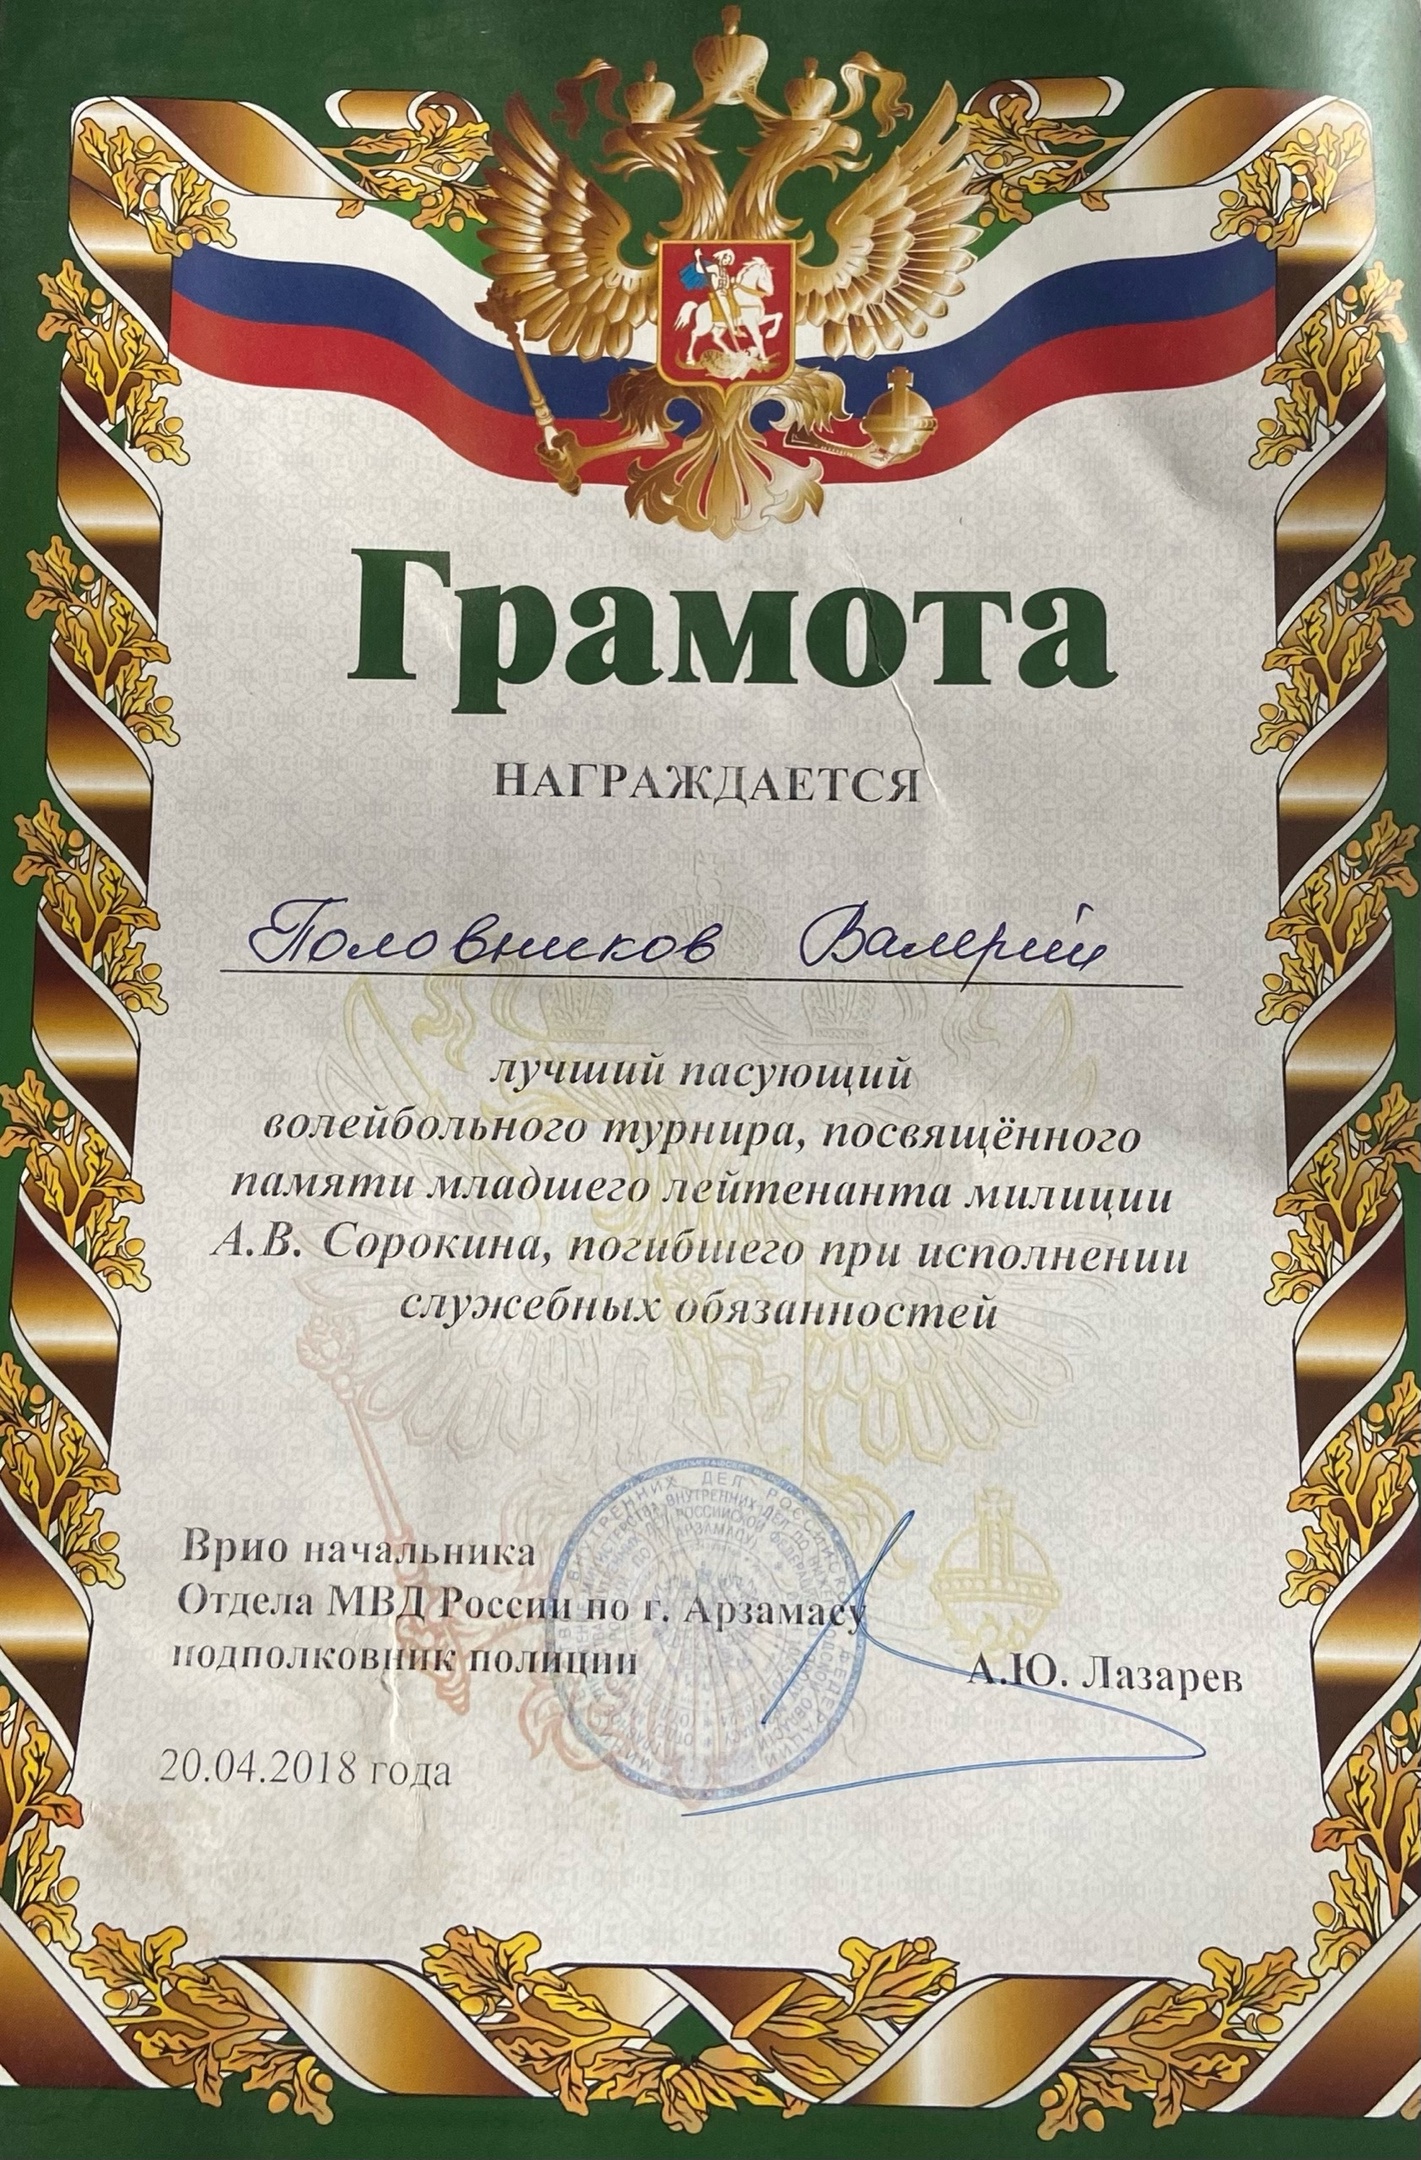 Грамота
НАГРАЖДАЕТСЯ
Половников Валерий
лучший пасующий
волейбольного турнира, посвящённого
памяти младшего лейтенанта милиции
А.В. Сорокина, погибшего при исполнении
служебных обязанностей
Врио начальника
Отдела МВД России по г. Арзамасу
подполковник полиции
А.Ю. Лазарев
20.04.2018 года